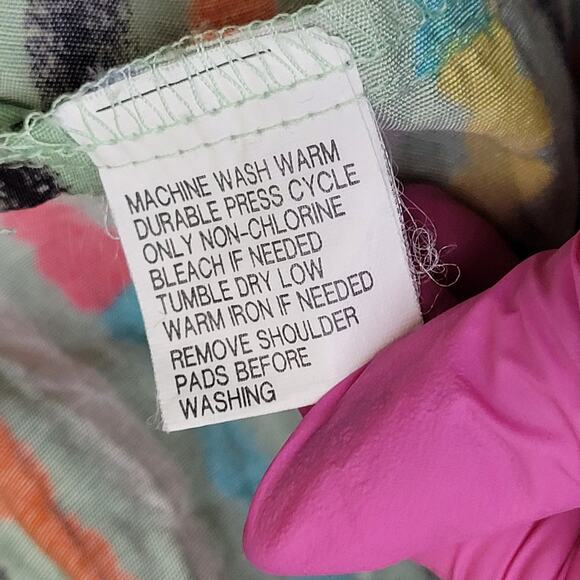 MACHINE WASH WARM
DURABLE PRESS CYCLE
ONLY NON-CHLORINE
BLEACH IF NEEDED
TUMBLE DRY LOW
WARM IRON IF NEEDED
REMOVE SHOULDER
PADS BEFORE
WASHING